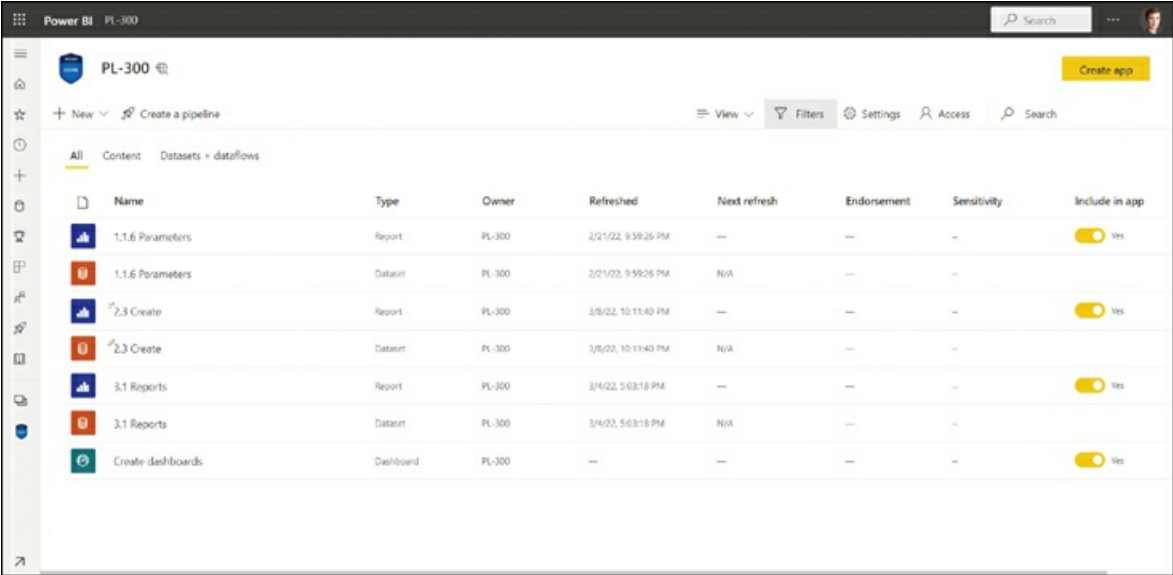 Power BI PL-300 Search ...
PL-300 Create app
New Create a pipeline View Filters Settings Access Search
All Content Datasets + dataflows
Name Type Owner Refreshed Next refresh Endorsement Sensitivity Include in app
1.1.6 Parameters Report PL-300 2/21/22, 9:59:26 PM — — – Yes
1.1.6 Parameters Dataset PL-300 2/21/22, 9:59:26 PM N/A — –
2.3 Create Report PL-300 3/8/22, 10:11:40 PM — — – Yes
2.3 Create Dataset PL-300 3/8/22, 10:11:40 PM N/A — –
3.1 Reports Report PL-300 3/4/22, 5:03:18 PM — — – Yes
3.1 Reports Dataset PL-300 3/4/22, 5:03:18 PM N/A — –
Create dashboards Dashboard PL-300 — — — – Yes